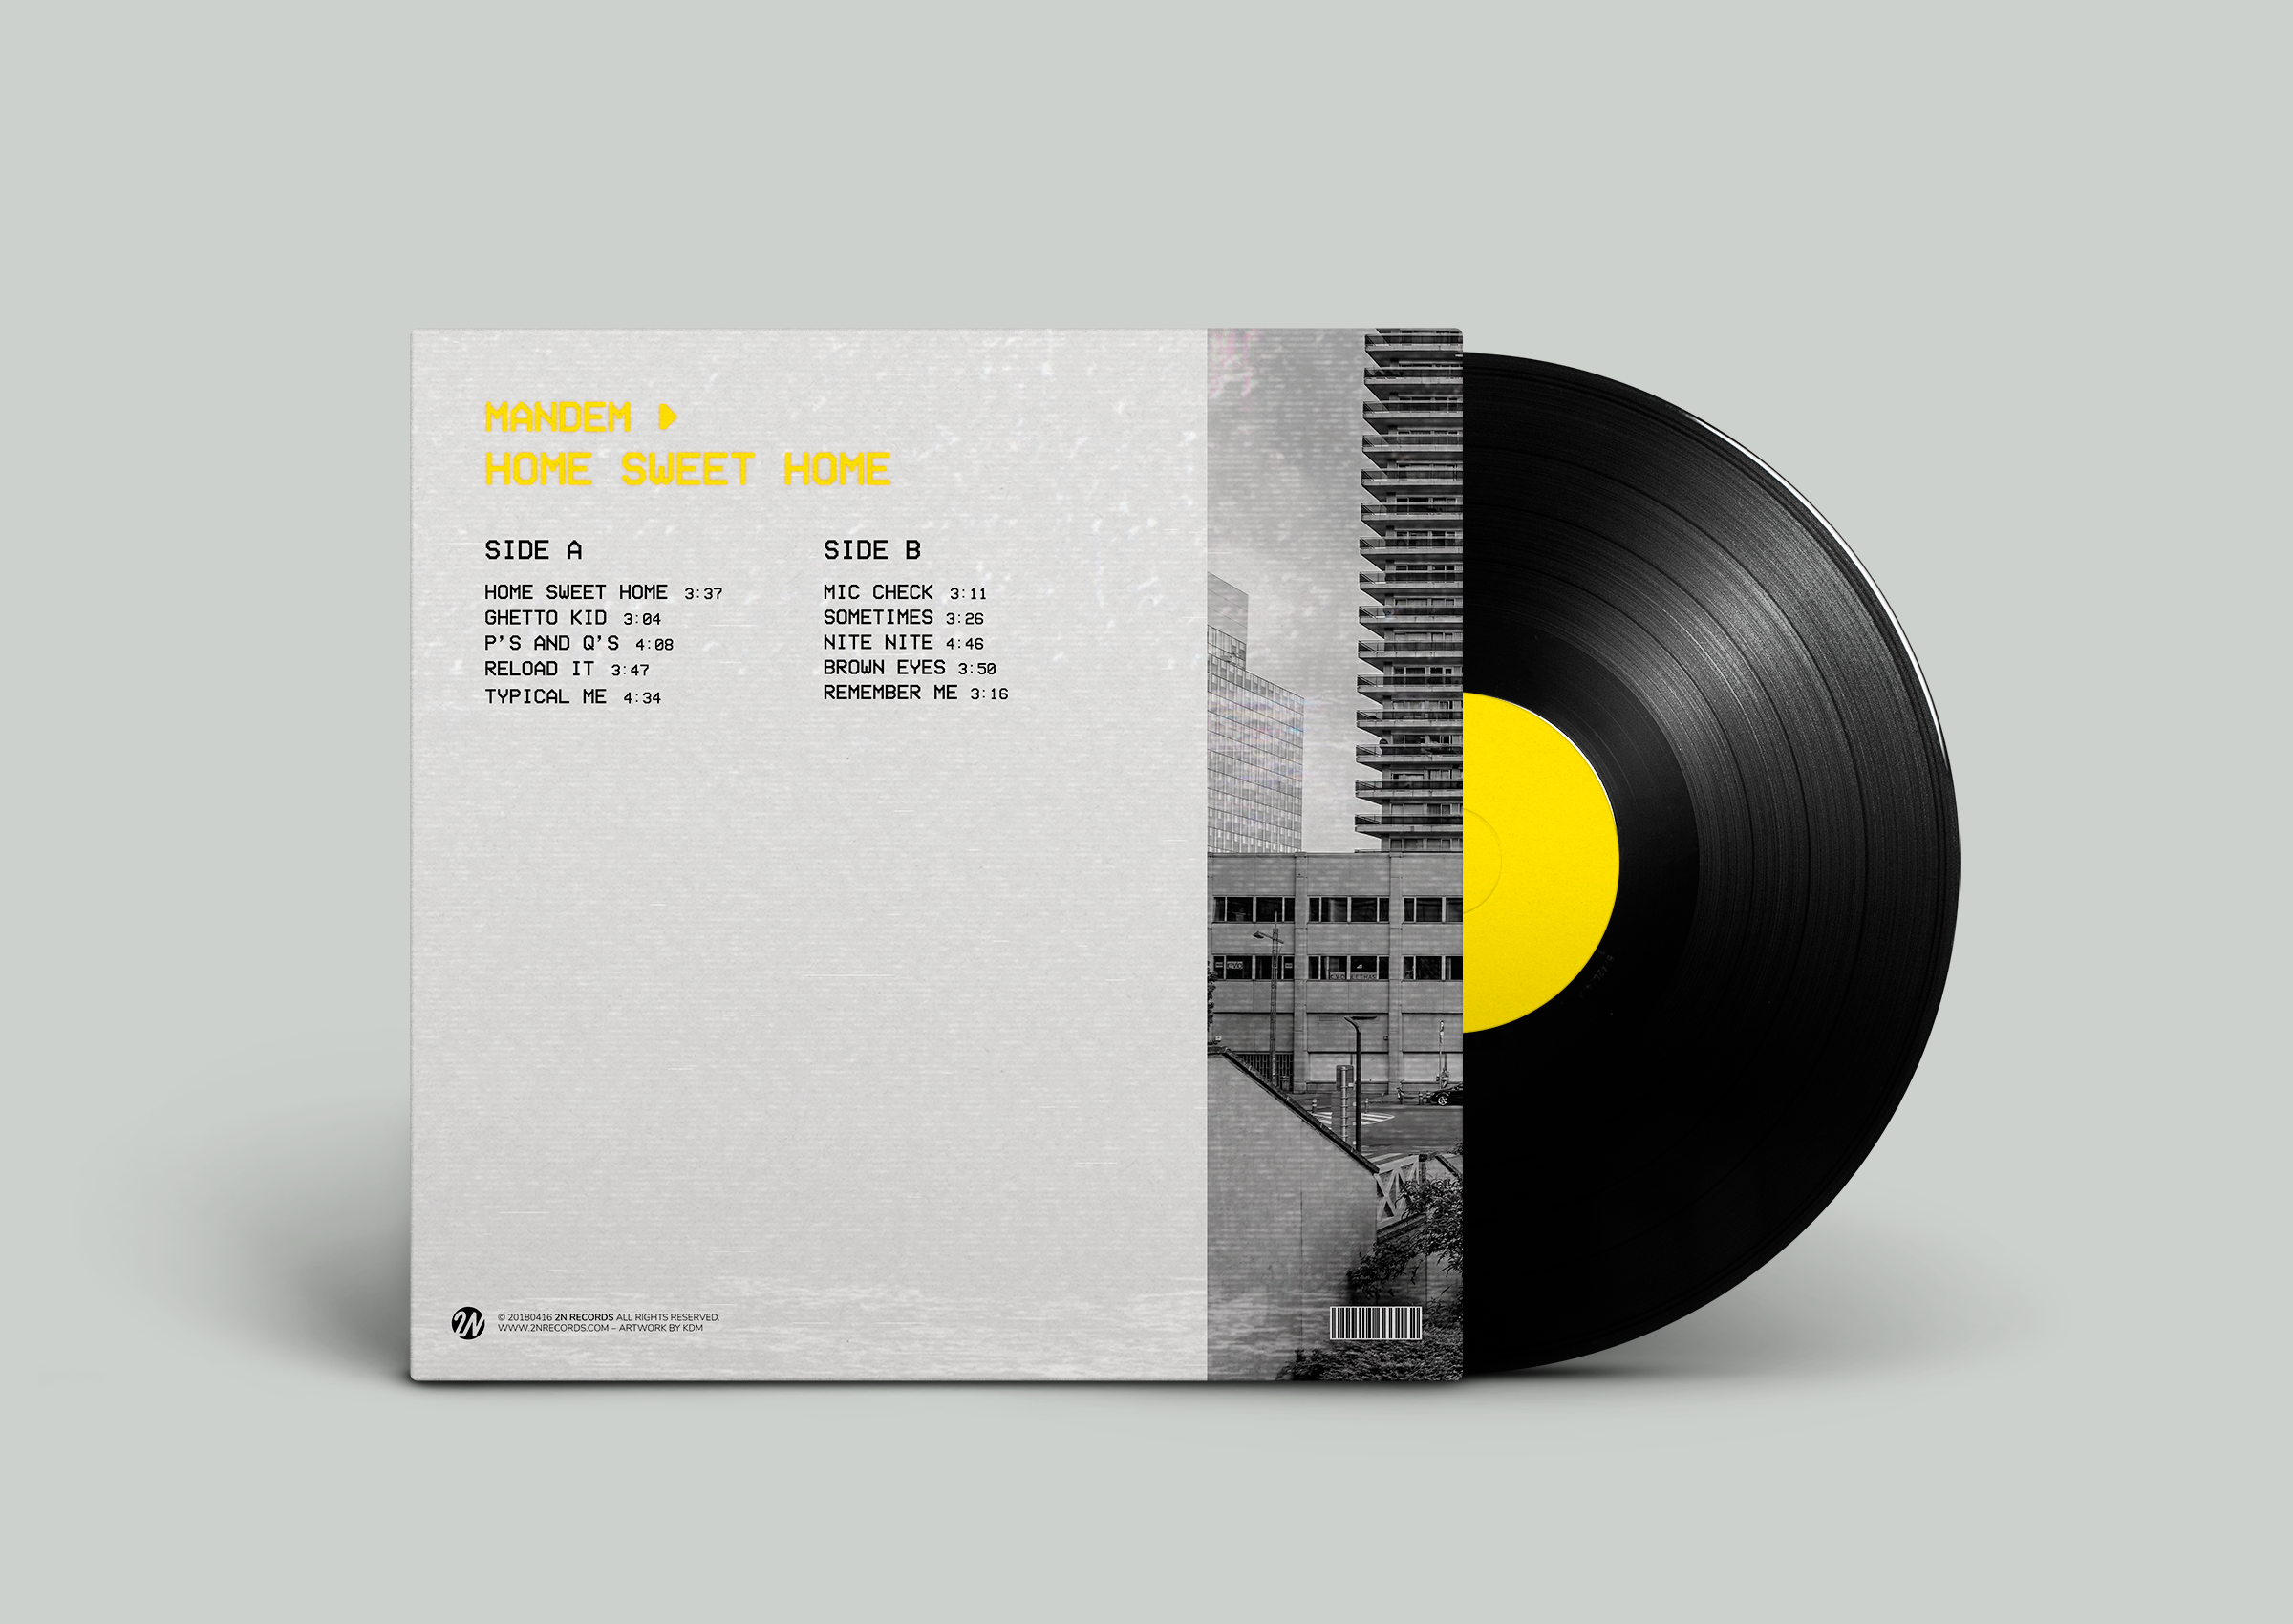 MANDEM
HOME SWEET HOME
SIDE A
HOME SWEET HOME 3:37
GHETTO KID 3:04
P'S AND Q'S 4:08
RELOAD IT 3:47
TYPICAL ME 4:34
SIDE B
MIC CHECK 3:11
SOMETIMES 3:26
NITE NITE 4:46
BROWN EYES 3:50
REMEMBER ME 3:16
2N
© 20180416 2N RECORDS ALL RIGHTS RESERVED.
WWW.2NRECORDS.COM – ARTWORK BY KDM